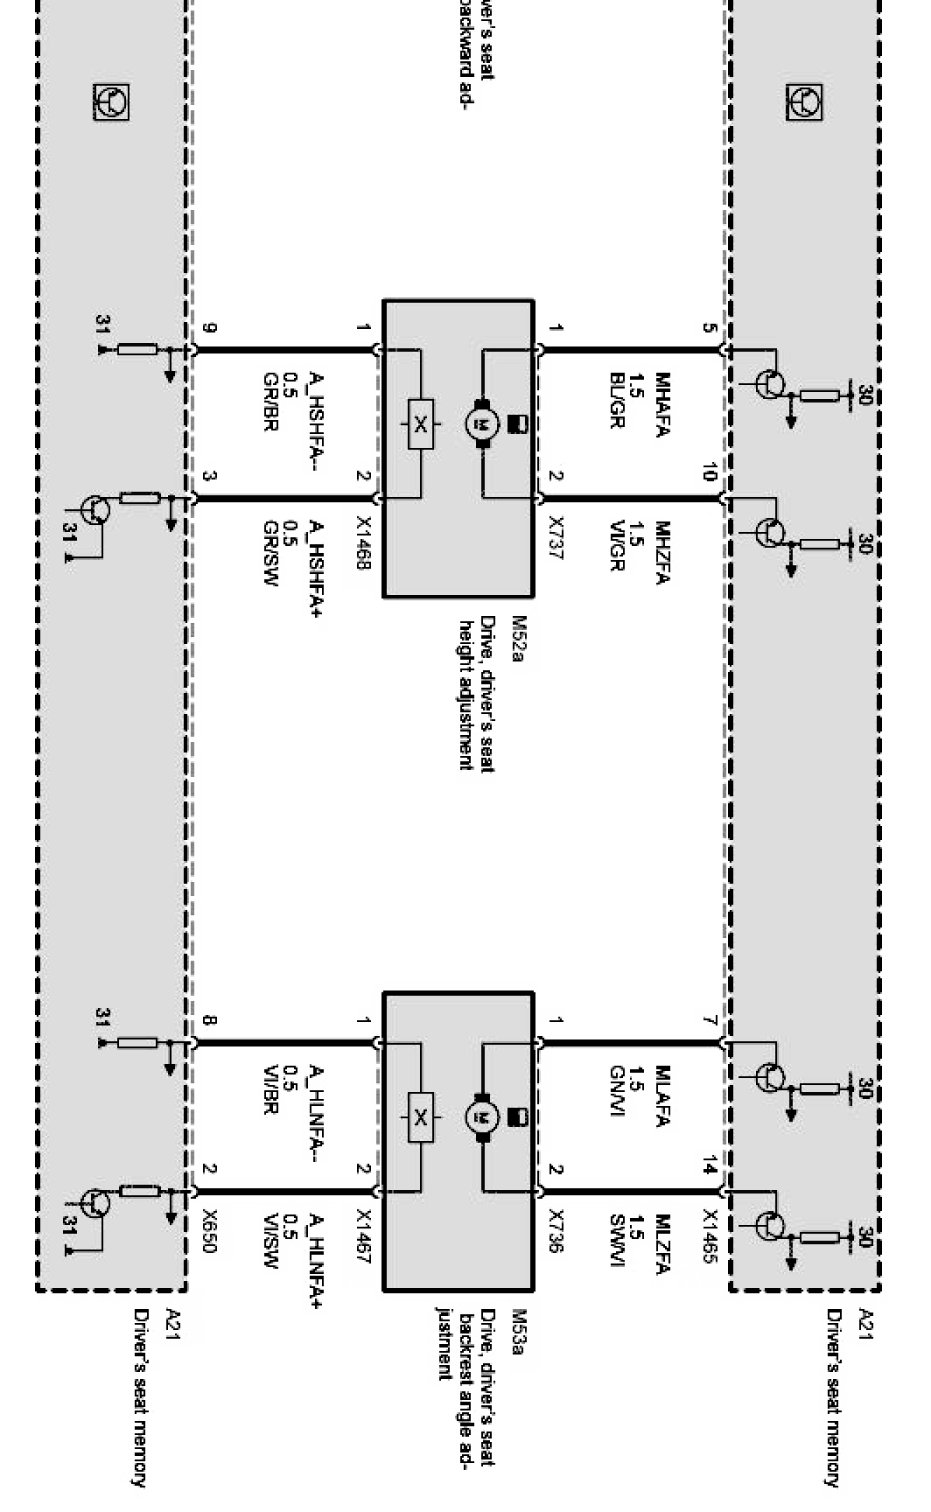 30 30 30 30 A21
Driver's seat memory
5 10 7 14 X1465
MHAFA
1.5
BL/GR
MHZFA
1.5
VI/GR
MLAFA
1.5
GN/VI
MLZFA
1.5
SW/VI
1 2 X737
1 2 X736
ver's seat
backward ad-
M
M52a
Drive, driver's seat
height adjustment
M
M53a
Drive, driver's seat
backrest angle ad-
justment
X X
1 2 X1468
1 2 X1467
A_HSHFA--
0.5
GR/BR
A_HSHFA+
0.5
GR/SW
A_HLNFA--
0.5
VI/BR
A_HLNFA+
0.5
VI/SW
9 3 8 2 X650
A21
Driver's seat memory
31 31 31 31